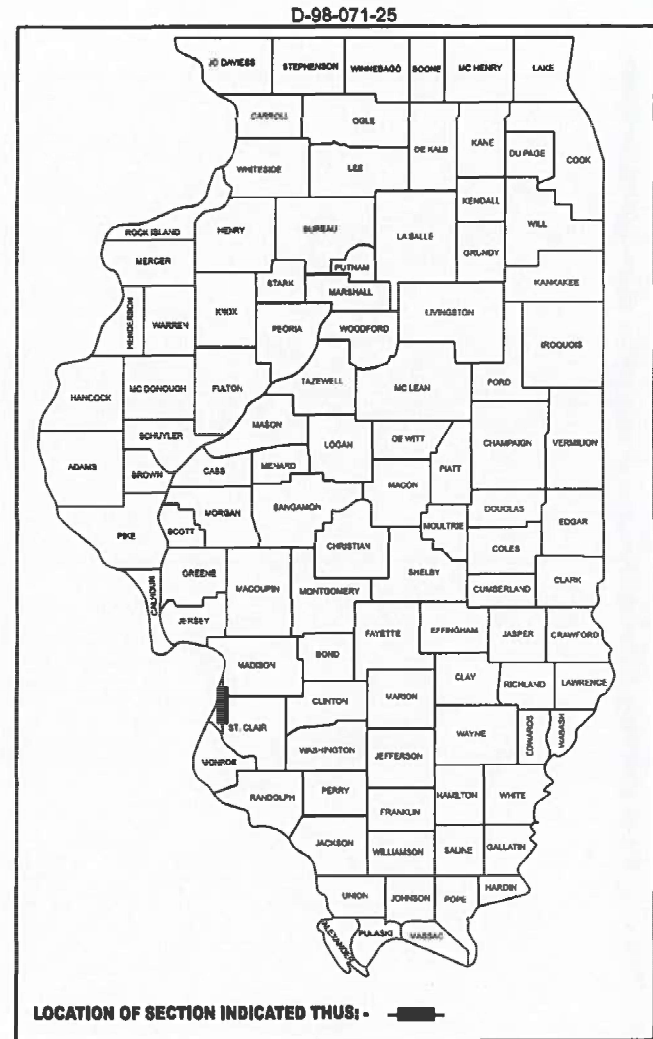 D-98-071-25
JO DAVIESS STEPHENSON WINNEBAGO BOONE MC HENRY LAKE
CARROLL OGLE
DE KALB KANE DU PAGE COOK
WHITESIDE LEE
KENDALL
ROCK ISLAND HENRY BUREAU LA SALLE WILL
MERCER PUTNAM GRUNDY
STARK MARSHALL KANKAKEE
HENDERSON WARREN KNOX PEORIA WOODFORD LIVINGSTON
IROQUOIS
HANCOCK MC DONOUGH FULTON TAZEWELL MC LEAN FORD
MASON
SCHUYLER LOGAN DE WITT CHAMPAIGN VERMILION
ADAMS BROWN CASS MENARD PIATT
MACON
MORGAN SANGAMON DOUGLAS
PIKE SCOTT MOULTRIE EDGAR
CHRISTIAN COLES
GREENE SHELBY
CALHOUN MACOUPIN MONTGOMERY CUMBERLAND CLARK
JERSEY
FAYETTE EFFINGHAM JASPER CRAWFORD
MADISON BOND
CLAY RICHLAND LAWRENCE
CLINTON MARION
ST. CLAIR WAYNE EDWARDS WABASH
WASHINGTON JEFFERSON
MONROE
RANDOLPH PERRY HAMILTON WHITE
FRANKLIN
JACKSON WILLIAMSON SALINE GALLATIN
UNION JOHNSON POPE HARDIN
ALEXANDER PULASKI MASSAC
LOCATION OF SECTION INDICATED THUS: -